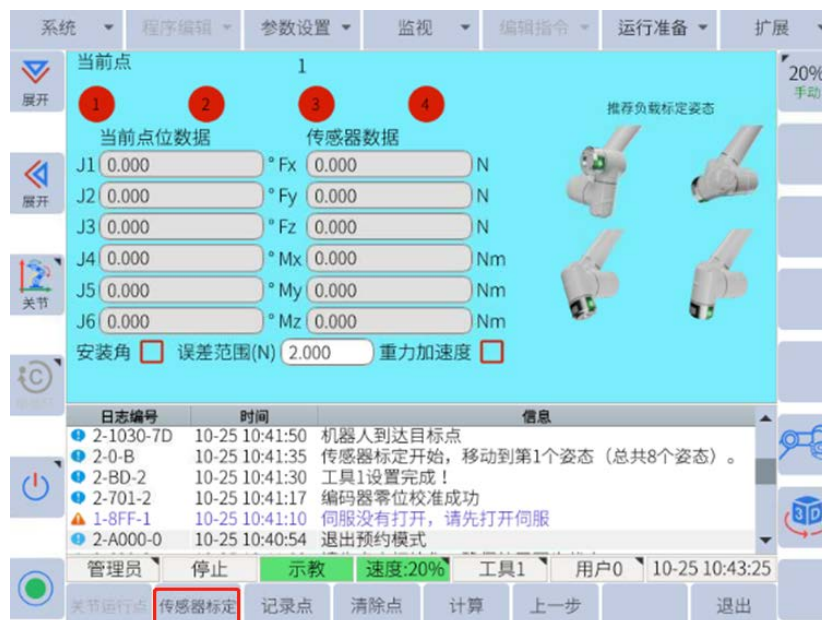 系统 程序编辑 参数设置 监视 编辑指令 运行准备 扩展
展开
展开
关节
20%
手动
3D
当前点 1
1 2 3 4
推荐负载标定姿态
当前点位数据 传感器数据
J1 0.000 ° Fx 0.000 N
J2 0.000 ° Fy 0.000 N
J3 0.000 ° Fz 0.000 N
J4 0.000 ° Mx 0.000 Nm
J5 0.000 ° My 0.000 Nm
J6 0.000 ° Mz 0.000 Nm
安装角 误差范围(N) 2.000 重力加速度
日志编号 时间 信息
2-1030-7D 10-25 10:41:50 机器人到达目标点
2-0-B 10-25 10:41:35 传感器标定开始，移动到第1个姿态（总共8个姿态）。
2-BD-2 10-25 10:41:30 工具1设置完成！
2-701-2 10-25 10:41:17 编码器零位校准成功
1-8FF-1 10-25 10:41:10 伺服没有打开，请先打开伺服
2-A000-0 10-25 10:40:54 退出预约模式
管理员 停止 示教 速度:20% 工具1 用户0 10-25 10:43:25
关节运行点 传感器标定 记录点 清除点 计算 上一步 退出